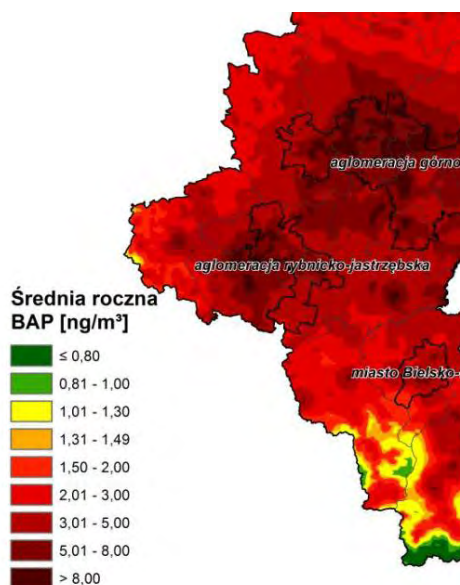 aglomeracja górno
aglomeracja rybnicko-jastrzębska
miasto Bielsko-
Średnia roczna
BAP [ng/m³]
≤ 0,80
0,81 - 1,00
1,01 - 1,30
1,31 - 1,49
1,50 - 2,00
2,01 - 3,00
3,01 - 5,00
5,01 - 8,00
> 8,00